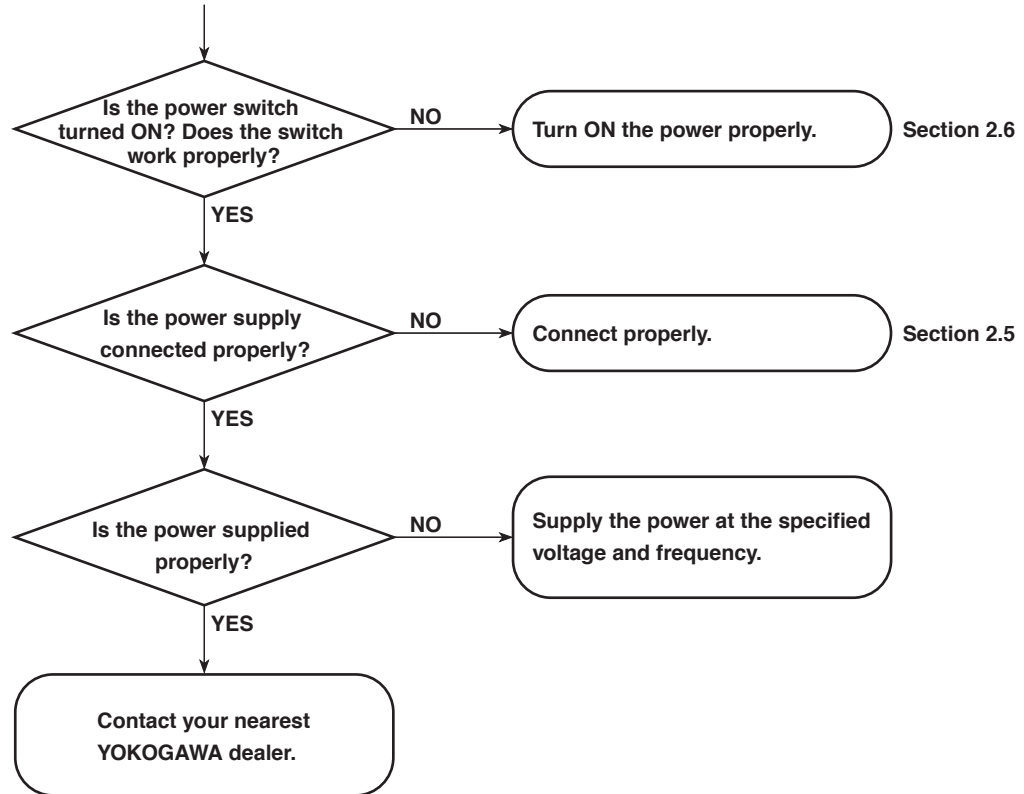 Is the power switch
turned ON? Does the switch
work properly?
NO
Turn ON the power properly.
Section 2.6
YES
Is the power supply
connected properly?
NO
Connect properly.
Section 2.5
YES
Is the power supplied
properly?
NO
Supply the power at the specified
voltage and frequency.
YES
Contact your nearest
YOKOGAWA dealer.